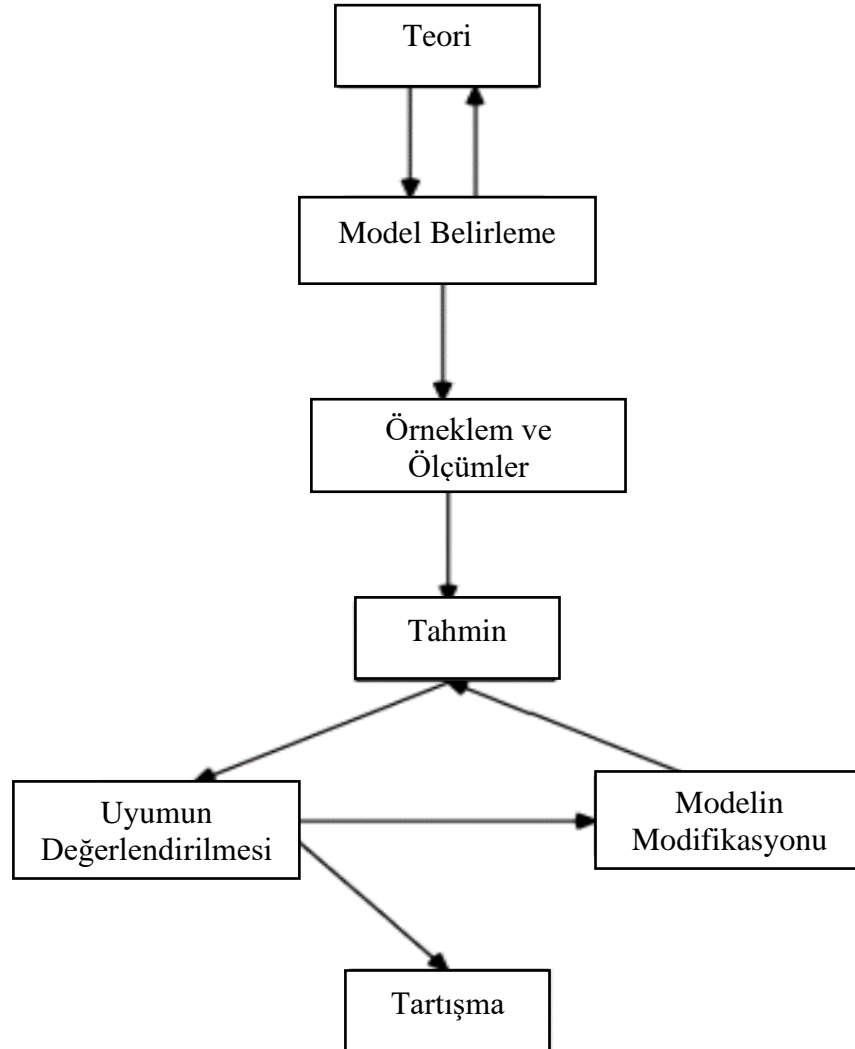 Teori
Model Belirleme
Örneklem ve
Ölçümler
Tahmin
Uyumun
Değerlendirilmesi
Modelin
Modifikasyonu
Tartışma